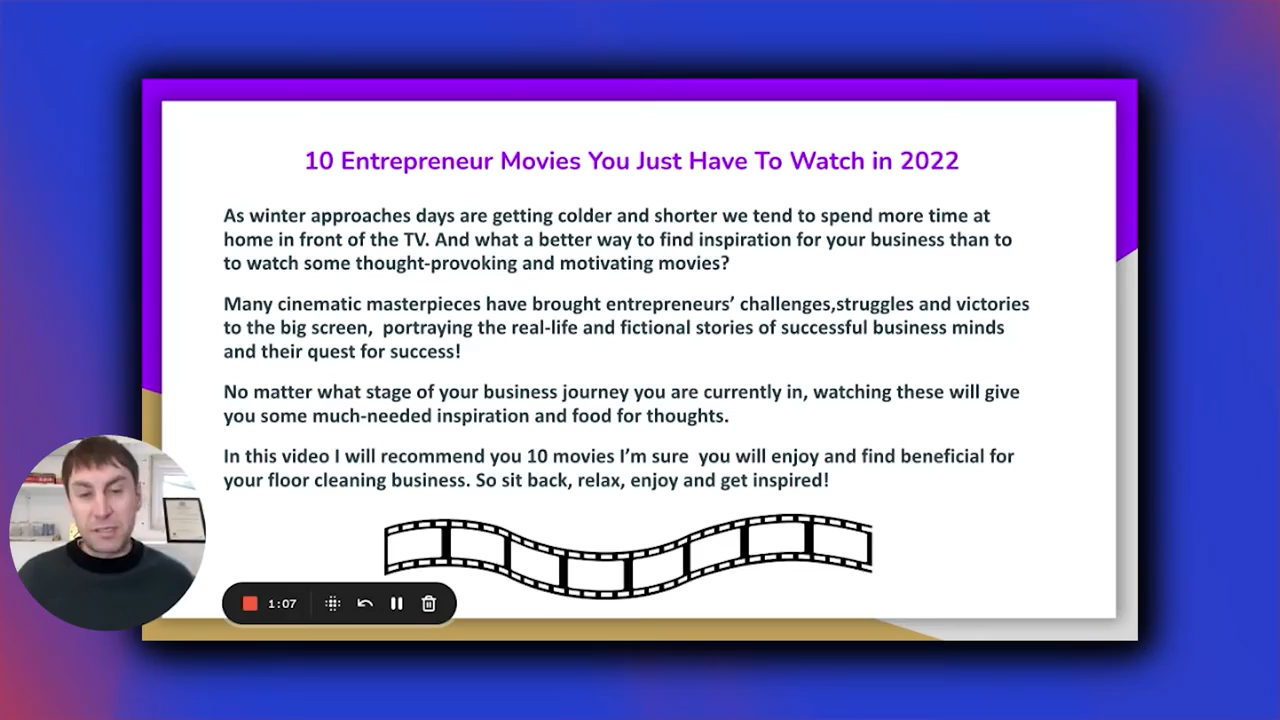 10 Entrepreneur Movies You Just Have To Watch in 2022
As winter approaches days are getting colder and shorter we tend to spend more time at
home in front of the TV. And what a better way to find inspiration for your business than to
to watch some thought-provoking and motivating movies?
Many cinematic masterpieces have brought entrepreneurs’ challenges,struggles and victories
to the big screen,  portraying the real-life and fictional stories of successful business minds
and their quest for success!
No matter what stage of your business journey you are currently in, watching these will give
you some much-needed inspiration and food for thoughts.
In this video I will recommend you 10 movies I’m sure  you will enjoy and find beneficial for
your floor cleaning business. So sit back, relax, enjoy and get inspired!
1:07